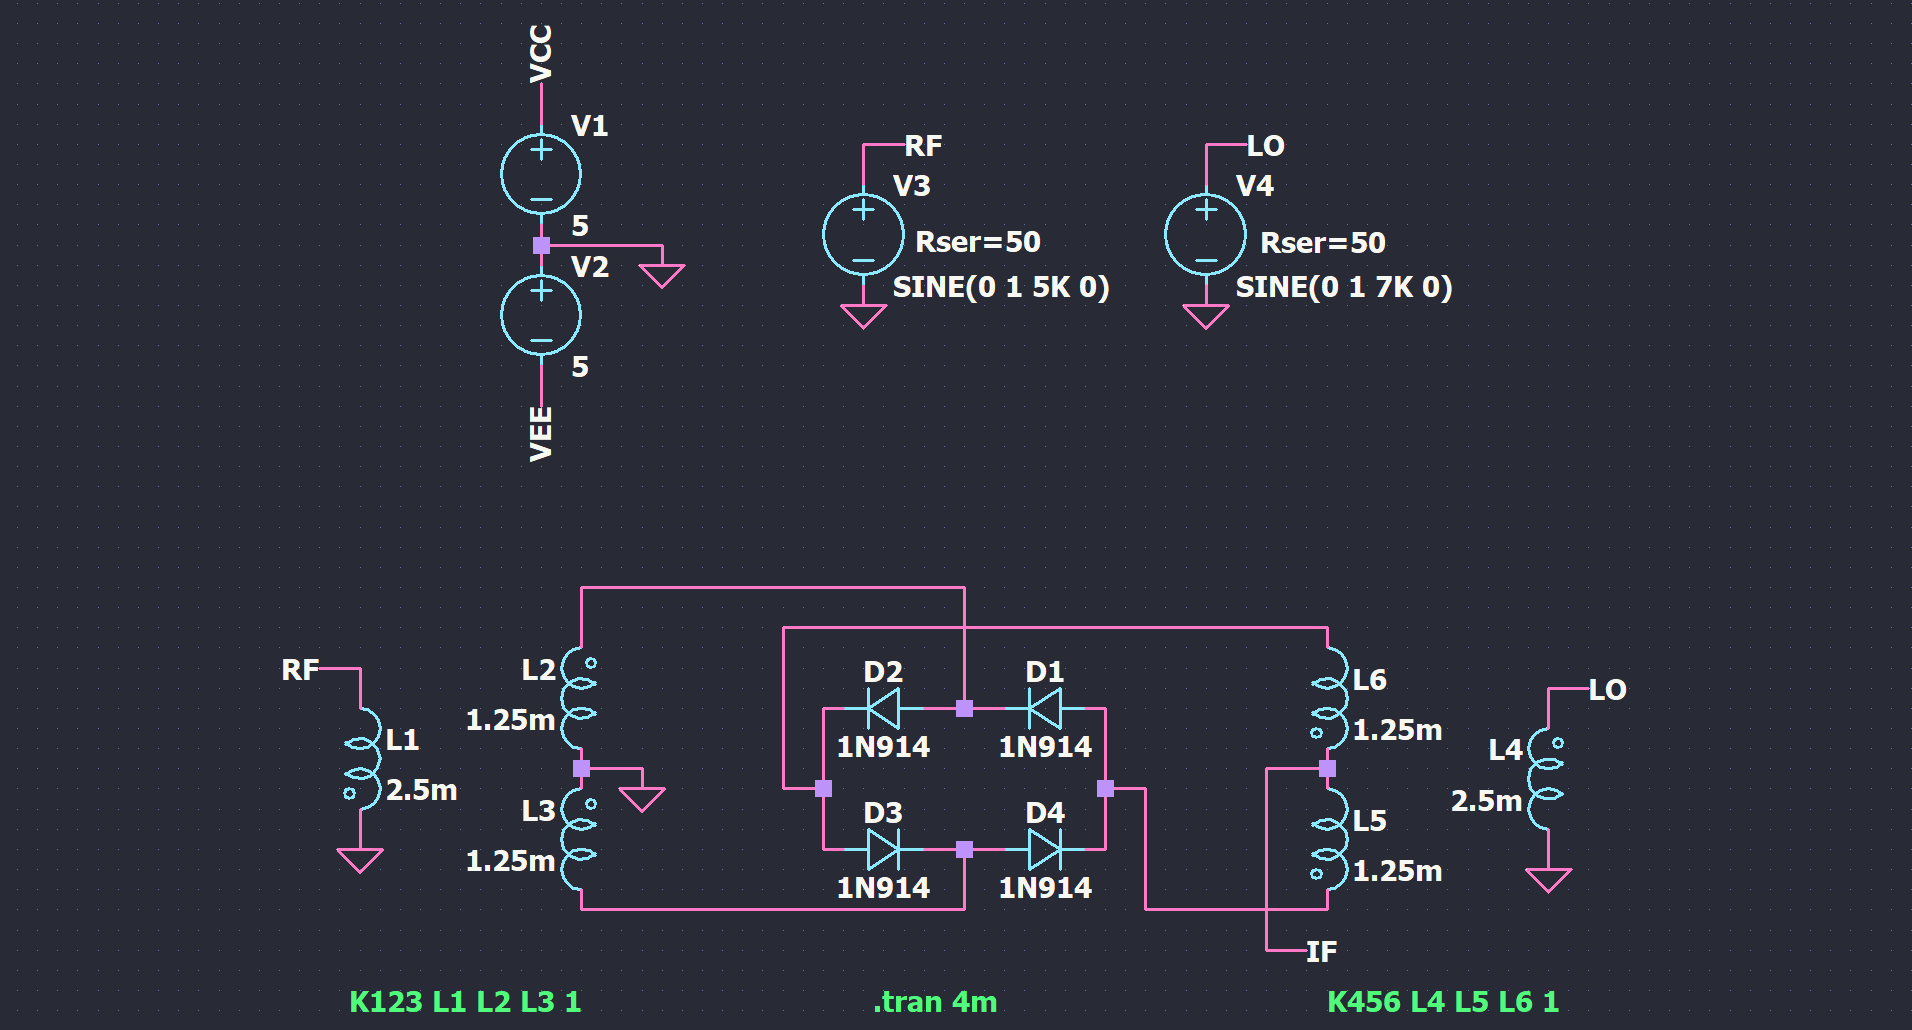 VCC
V1
5
V2
5
VEE
RF
V3
Rser=50
SINE(0 1 5K 0)
LO
V4
Rser=50
SINE(0 1 7K 0)
RF
L1
2.5m
L2
1.25m
L3
1.25m
D2
1N914
D1
1N914
D3
1N914
D4
1N914
L6
1.25m
L5
1.25m
LO
L4
2.5m
IF
K123 L1 L2 L3 1
.tran 4m
K456 L4 L5 L6 1